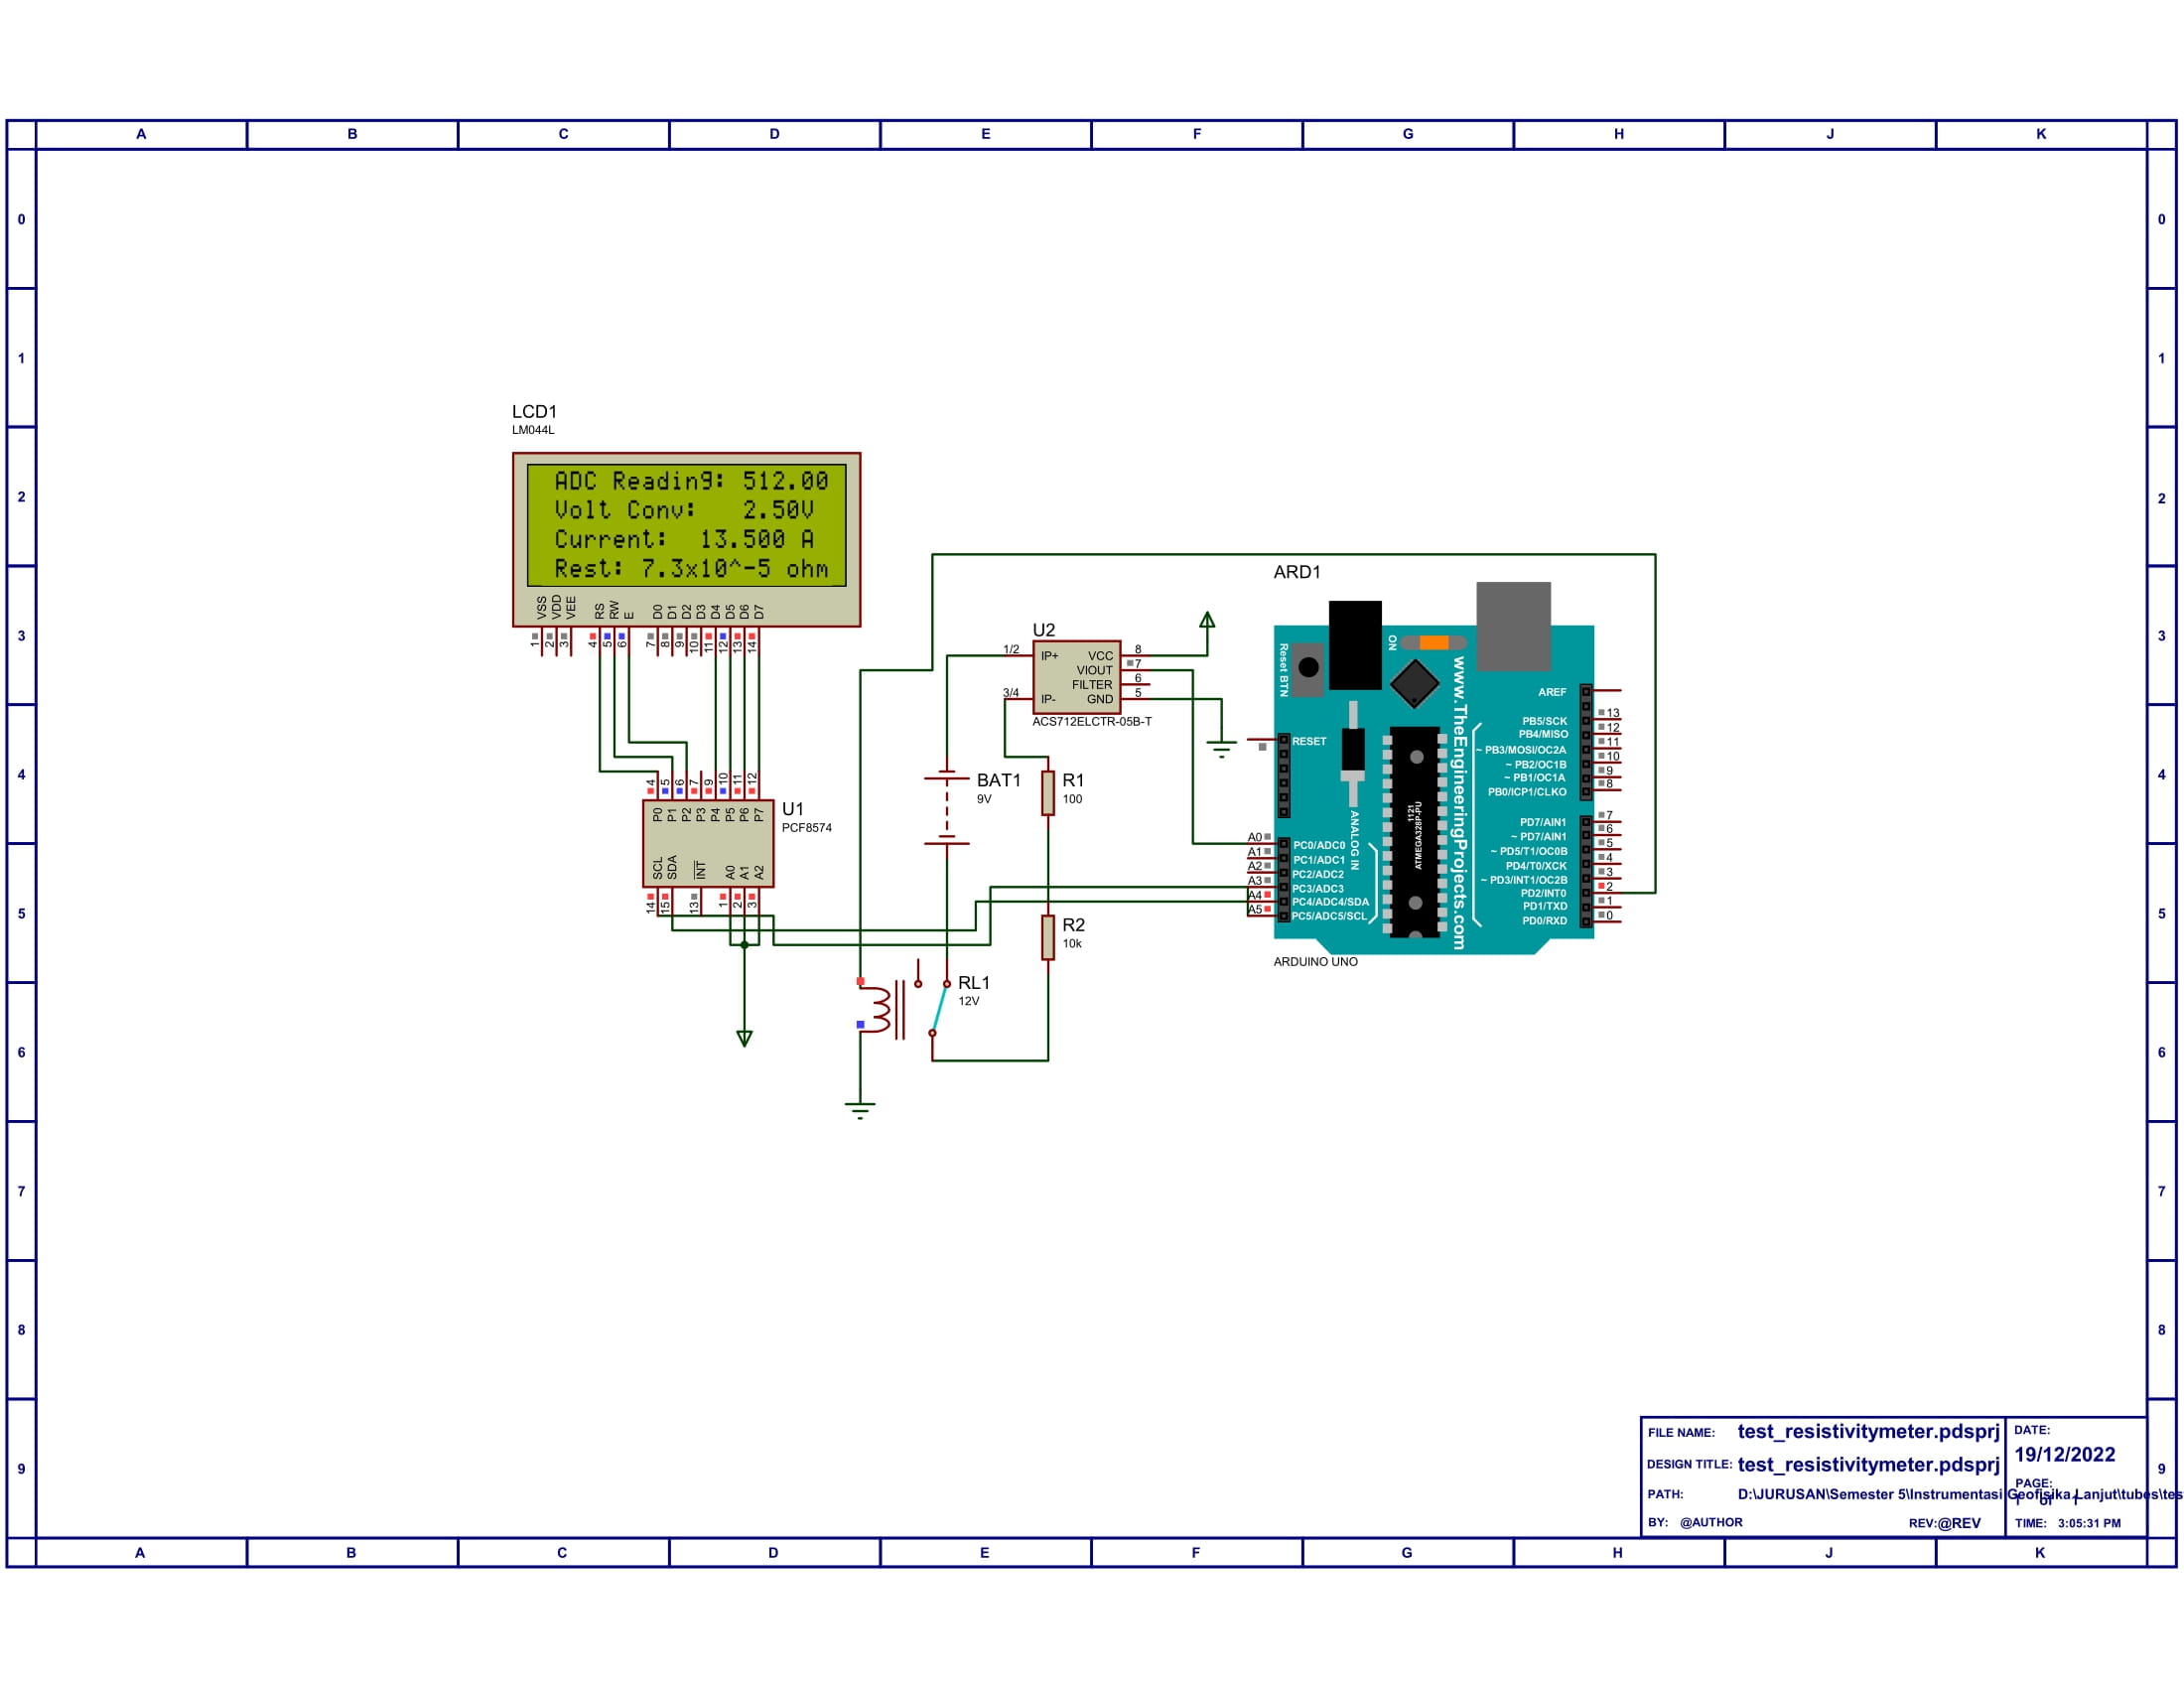 A B C D E F G H J K
0 0
1 1
2 2
3 3
4 4
5 5
6 6
7 7
8 8
9 9
LCD1
LM044L
ADC Reading: 512.00
Volt Conv: 2.50V
Current: 13.500 A
Rest: 7.3x10^-5 ohm
VSS VDD VEE RS RW E D0 D1 D2 D3 D4 D5 D6 D7
1 2 3 4 5 6 7 8 9 10 11 12 13 14
4 5 6 7 9 10 11 12
P0 P1 P2 P3 P4 P5 P6 P7
U1
PCF8574
SCL SDA INT A0 A1 A2
14 15 13 1 2 3
U2
1/2 IP+ VCC 8
VIOUT 7
FILTER 6
3/4 IP- GND 5
ACS712ELCTR-05B-T
BAT1
9V
R1
100
R2
10k
RL1
12V
ARD1
Reset BTN
ON
www.TheEngineeringProjects.com
RESET
ANALOG IN
1121
ATMEGA328P-PU
A0 PC0/ADC0
A1 PC1/ADC1
A2 PC2/ADC2
A3 PC3/ADC3
A4 PC4/ADC4/SDA
A5 PC5/ADC5/SCL
AREF
PB5/SCK 13
PB4/MISO 12
~ PB3/MOSI/OC2A 11
~ PB2/OC1B 10
~ PB1/OC1A 9
PB0/ICP1/CLKO 8
PD7/AIN1 7
~ PD7/AIN1 6
~ PD5/T1/OC0B 5
PD4/T0/XCK 4
~ PD3/INT1/OC2B 3
PD2/INT0 2
PD1/TXD 1
PD0/RXD 0
ARDUINO UNO
FILE NAME: test_resistivitymeter.pdsprj
DESIGN TITLE: test_resistivitymeter.pdsprj
PATH: D:\JURUSAN\Semester 5\Instrumentasi Geofisika Lanjut\tubes\tes
BY: @AUTHOR REV:@REV
DATE:
19/12/2022
PAGE:
1 of 1
TIME: 3:05:31 PM
A B C D E F G H J K